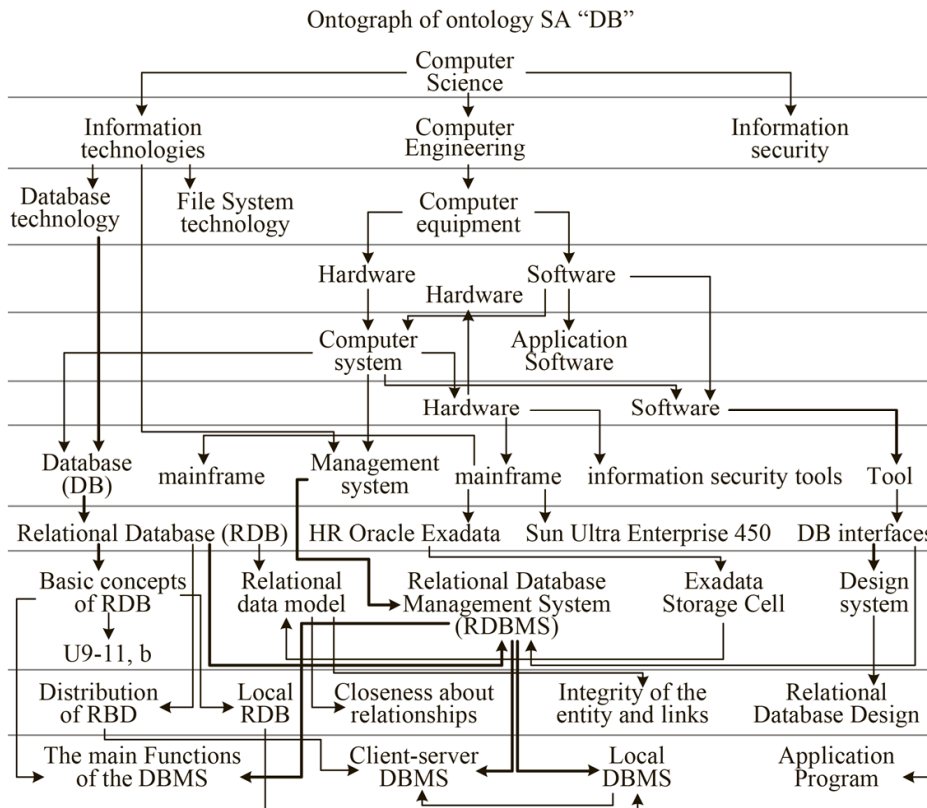 Ontograph of ontology SA “DB”
Computer
Science
Information
technologies
Computer
Engineering
Information
security
Database
technology
File System
technology
Computer
equipment
Hardware
Software
Hardware
Computer
system
Application
Software
Hardware
Software
Database
(DB)
mainframe
Management
system
mainframe
information security tools
Tool
Relational Database (RDB)
HR Oracle Exadata
Sun Ultra Enterprise 450
DB interfaces
Basic concepts
of RDB
Relational
data model
Relational Database
Management System
(RDBMS)
Exadata
Storage Cell
Design
system
U9-11, b
Distribution
of RBD
Local
RDB
Closeness about
relationships
Integrity of the
entity and links
Relational
Database Design
The main Functions
of the DBMS
Client-server
DBMS
Local
DBMS
Application
Program